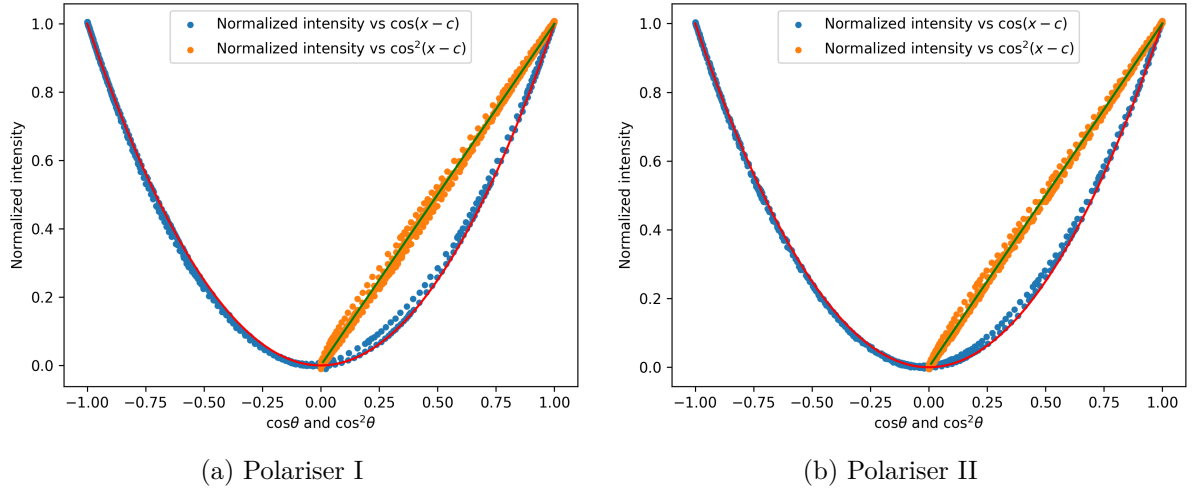 Normalized intensity vs cos(x − c)
Normalized intensity vs cos²(x − c)
1.0
0.8
0.6
0.4
0.2
0.0
Normalized intensity
−1.00 −0.75 −0.50 −0.25 0.00 0.25 0.50 0.75 1.00
cosθ and cos²θ
(a) Polariser I
Normalized intensity vs cos(x − c)
Normalized intensity vs cos²(x − c)
1.0
0.8
0.6
0.4
0.2
0.0
Normalized intensity
−1.00 −0.75 −0.50 −0.25 0.00 0.25 0.50 0.75 1.00
cosθ and cos²θ
(b) Polariser II